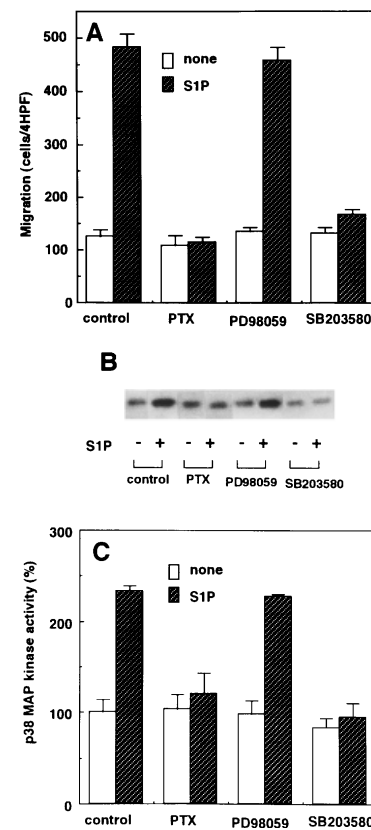 A
Migration (cells/4HPF)
500
400
300
200
100
0
none
S1P
control PTX PD98059 SB203580
B
S1P - + - + - + - +
control PTX PD98059 SB203580
C
p38 MAP kinase activity (%)
300
200
100
0
none
S1P
control PTX PD98059 SB203580